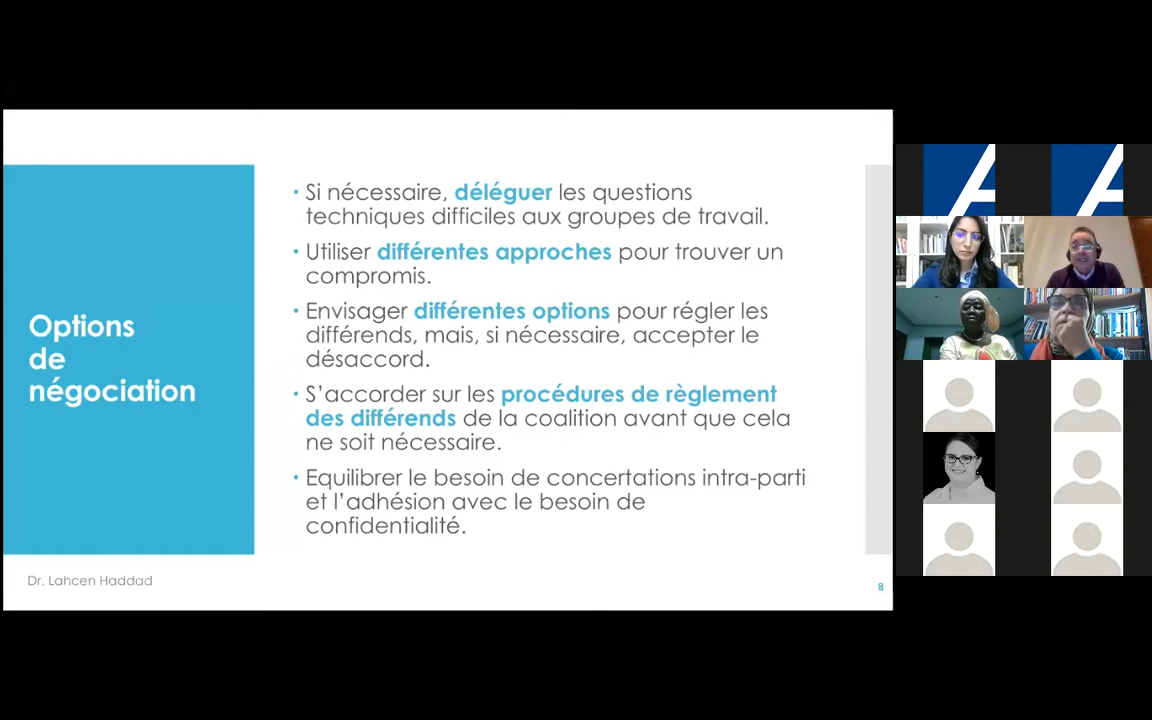 Options
de
négociation
• Si nécessaire, déléguer les questions
techniques difficiles aux groupes de travail.
• Utiliser différentes approches pour trouver un
compromis.
• Envisager différentes options pour régler les
différends, mais, si nécessaire, accepter le
désaccord.
• S’accorder sur les procédures de règlement
des différends de la coalition avant que cela
ne soit nécessaire.
• Equilibrer le besoin de concertations intra-parti
et l’adhésion avec le besoin de
confidentialité.
Dr. Lahcen Haddad
8